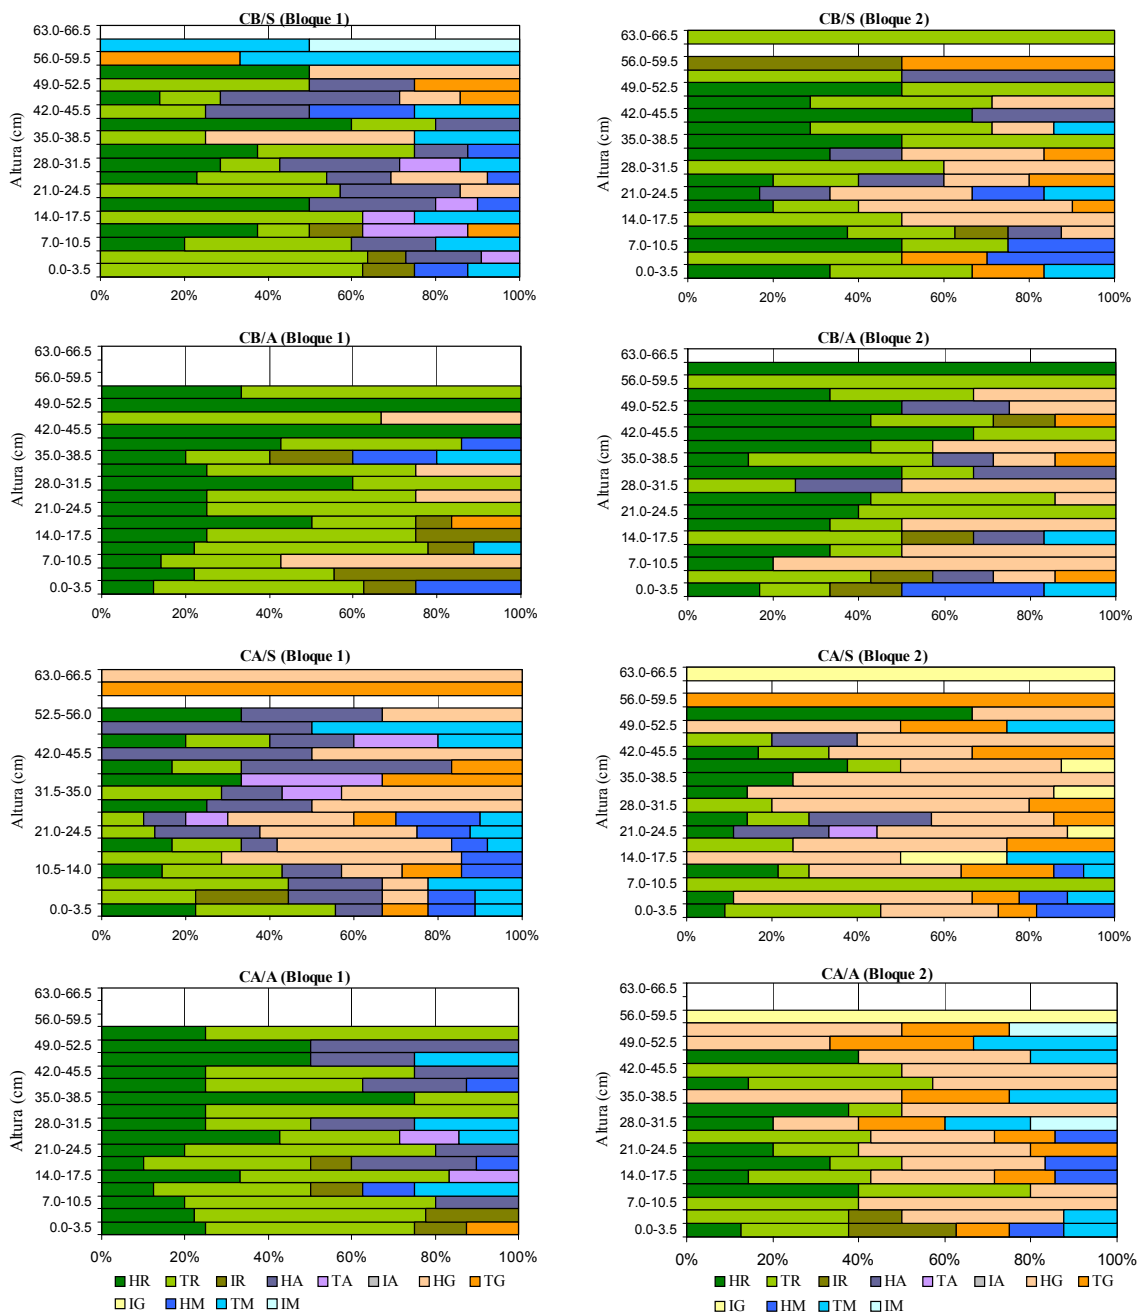 CB/S (Bloque 1)
63.0-66.5
56.0-59.5
49.0-52.5
42.0-45.5
35.0-38.5
28.0-31.5
21.0-24.5
14.0-17.5
7.0-10.5
0.0-3.5
Altura (cm)
0% 20% 40% 60% 80% 100%
CB/S (Bloque 2)
63.0-66.5
56.0-59.5
49.0-52.5
42.0-45.5
35.0-38.5
28.0-31.5
21.0-24.5
14.0-17.5
7.0-10.5
0.0-3.5
Altura (cm)
0% 20% 40% 60% 80% 100%
CB/A (Bloque 1)
63.0-66.5
56.0-59.5
49.0-52.5
42.0-45.5
35.0-38.5
28.0-31.5
21.0-24.5
14.0-17.5
7.0-10.5
0.0-3.5
Altura (cm)
0% 20% 40% 60% 80% 100%
CB/A (Bloque 2)
63.0-66.5
56.0-59.5
49.0-52.5
42.0-45.5
35.0-38.5
28.0-31.5
21.0-24.5
14.0-17.5
7.0-10.5
0.0-3.5
Altura (cm)
0% 20% 40% 60% 80% 100%
CA/S (Bloque 1)
63.0-66.5
52.5-56.0
42.0-45.5
31.5-35.0
21.0-24.5
10.5-14.0
0.0-3.5
Altura (cm)
0% 20% 40% 60% 80% 100%
CA/S (Bloque 2)
63.0-66.5
56.0-59.5
49.0-52.5
42.0-45.5
35.0-38.5
28.0-31.5
21.0-24.5
14.0-17.5
7.0-10.5
0.0-3.5
Altura (cm)
0% 20% 40% 60% 80% 100%
CA/A (Bloque 1)
63.0-66.5
56.0-59.5
49.0-52.5
42.0-45.5
35.0-38.5
28.0-31.5
21.0-24.5
14.0-17.5
7.0-10.5
0.0-3.5
Altura (cm)
0% 20% 40% 60% 80% 100%
HR TR IR HA TA IA HG TG
IG HM TM IM
CA/A (Bloque 2)
63.0-66.5
56.0-59.5
49.0-52.5
42.0-45.5
35.0-38.5
28.0-31.5
21.0-24.5
14.0-17.5
7.0-10.5
0.0-3.5
Altura (cm)
0% 20% 40% 60% 80% 100%
HR TR IR HA TA IA HG TG
IG HM TM IM